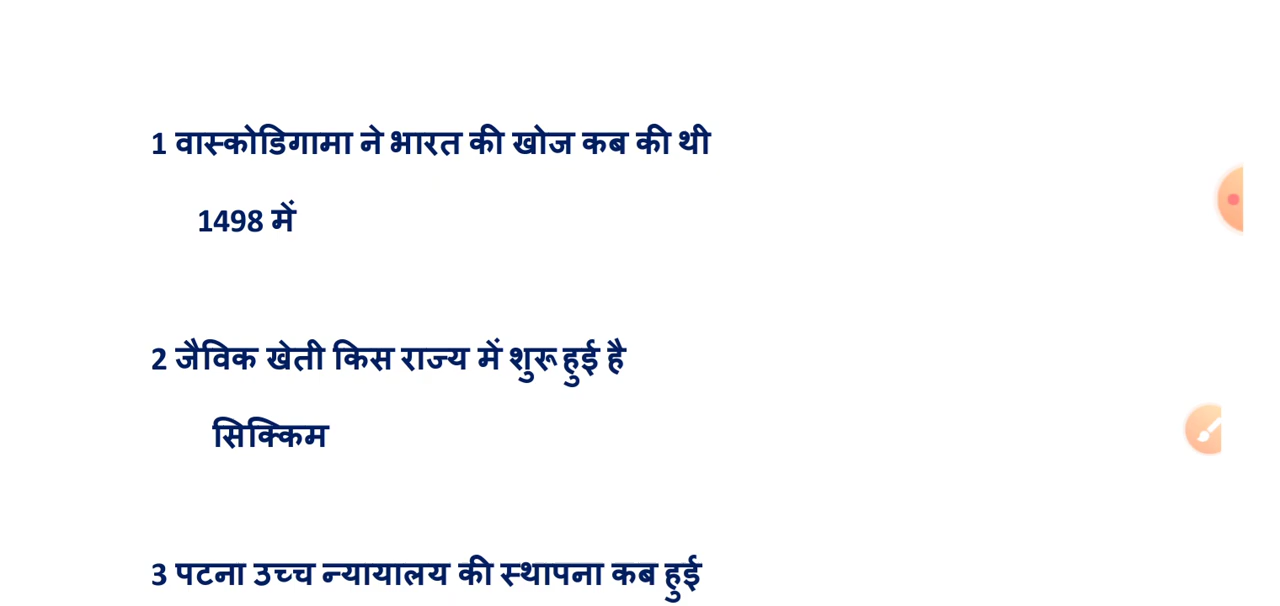 1 वास्कोडिगामा ने भारत की खोज कब की थी
1498 में
2 जैविक खेती किस राज्य में शुरू हुई है
सिक्किम
3 पटना उच्च न्यायालय की स्थापना कब हुई